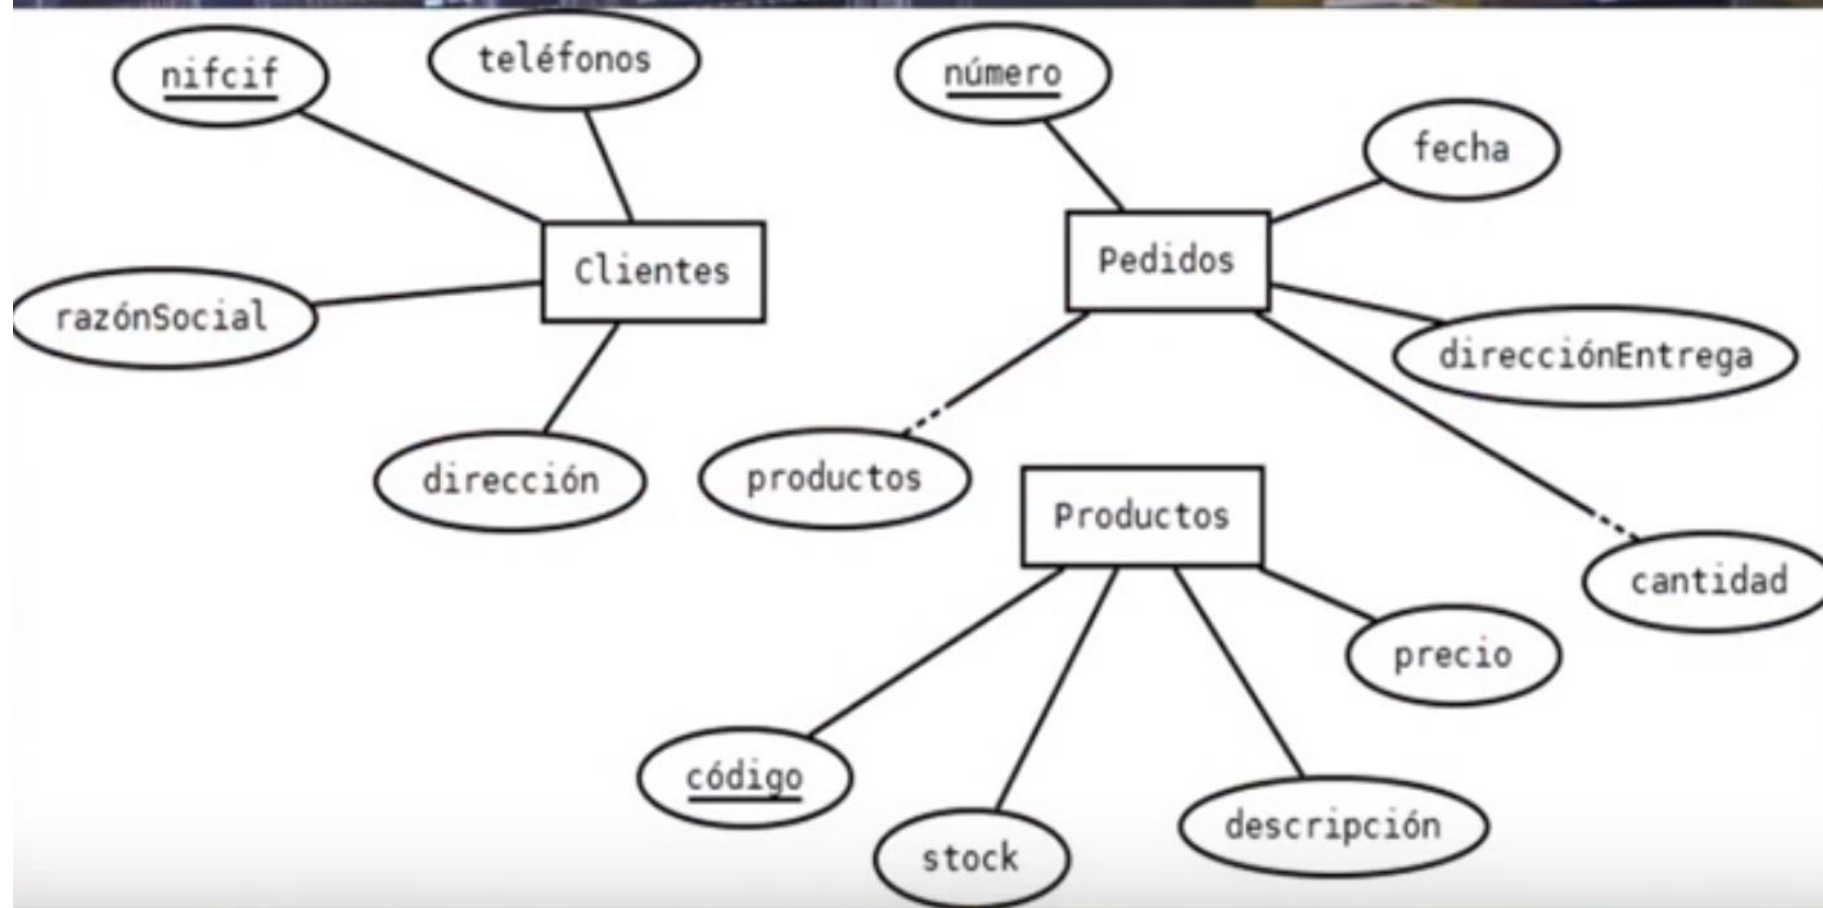 nifcif
teléfonos
número
fecha
Clientes
Pedidos
razónSocial
direcciónEntrega
dirección
productos
Productos
cantidad
precio
código
stock
descripción